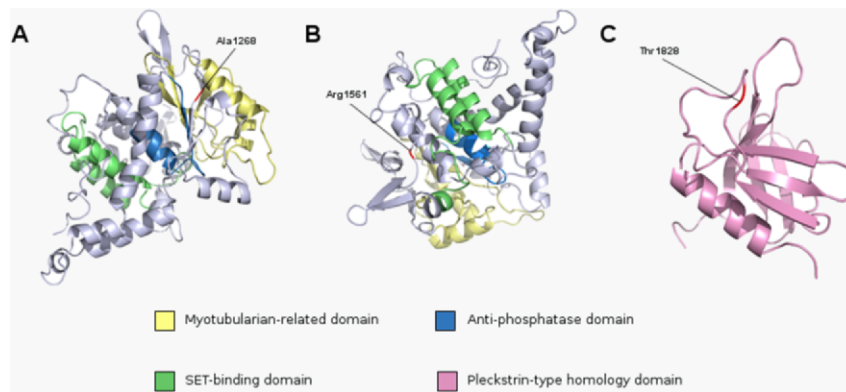 A
B
C
Ala1268
Thr1828
Arg1561
Myotubularian-related domain
Anti-phosphatase domain
SET-binding domain
Pleckstrin-type homology domain